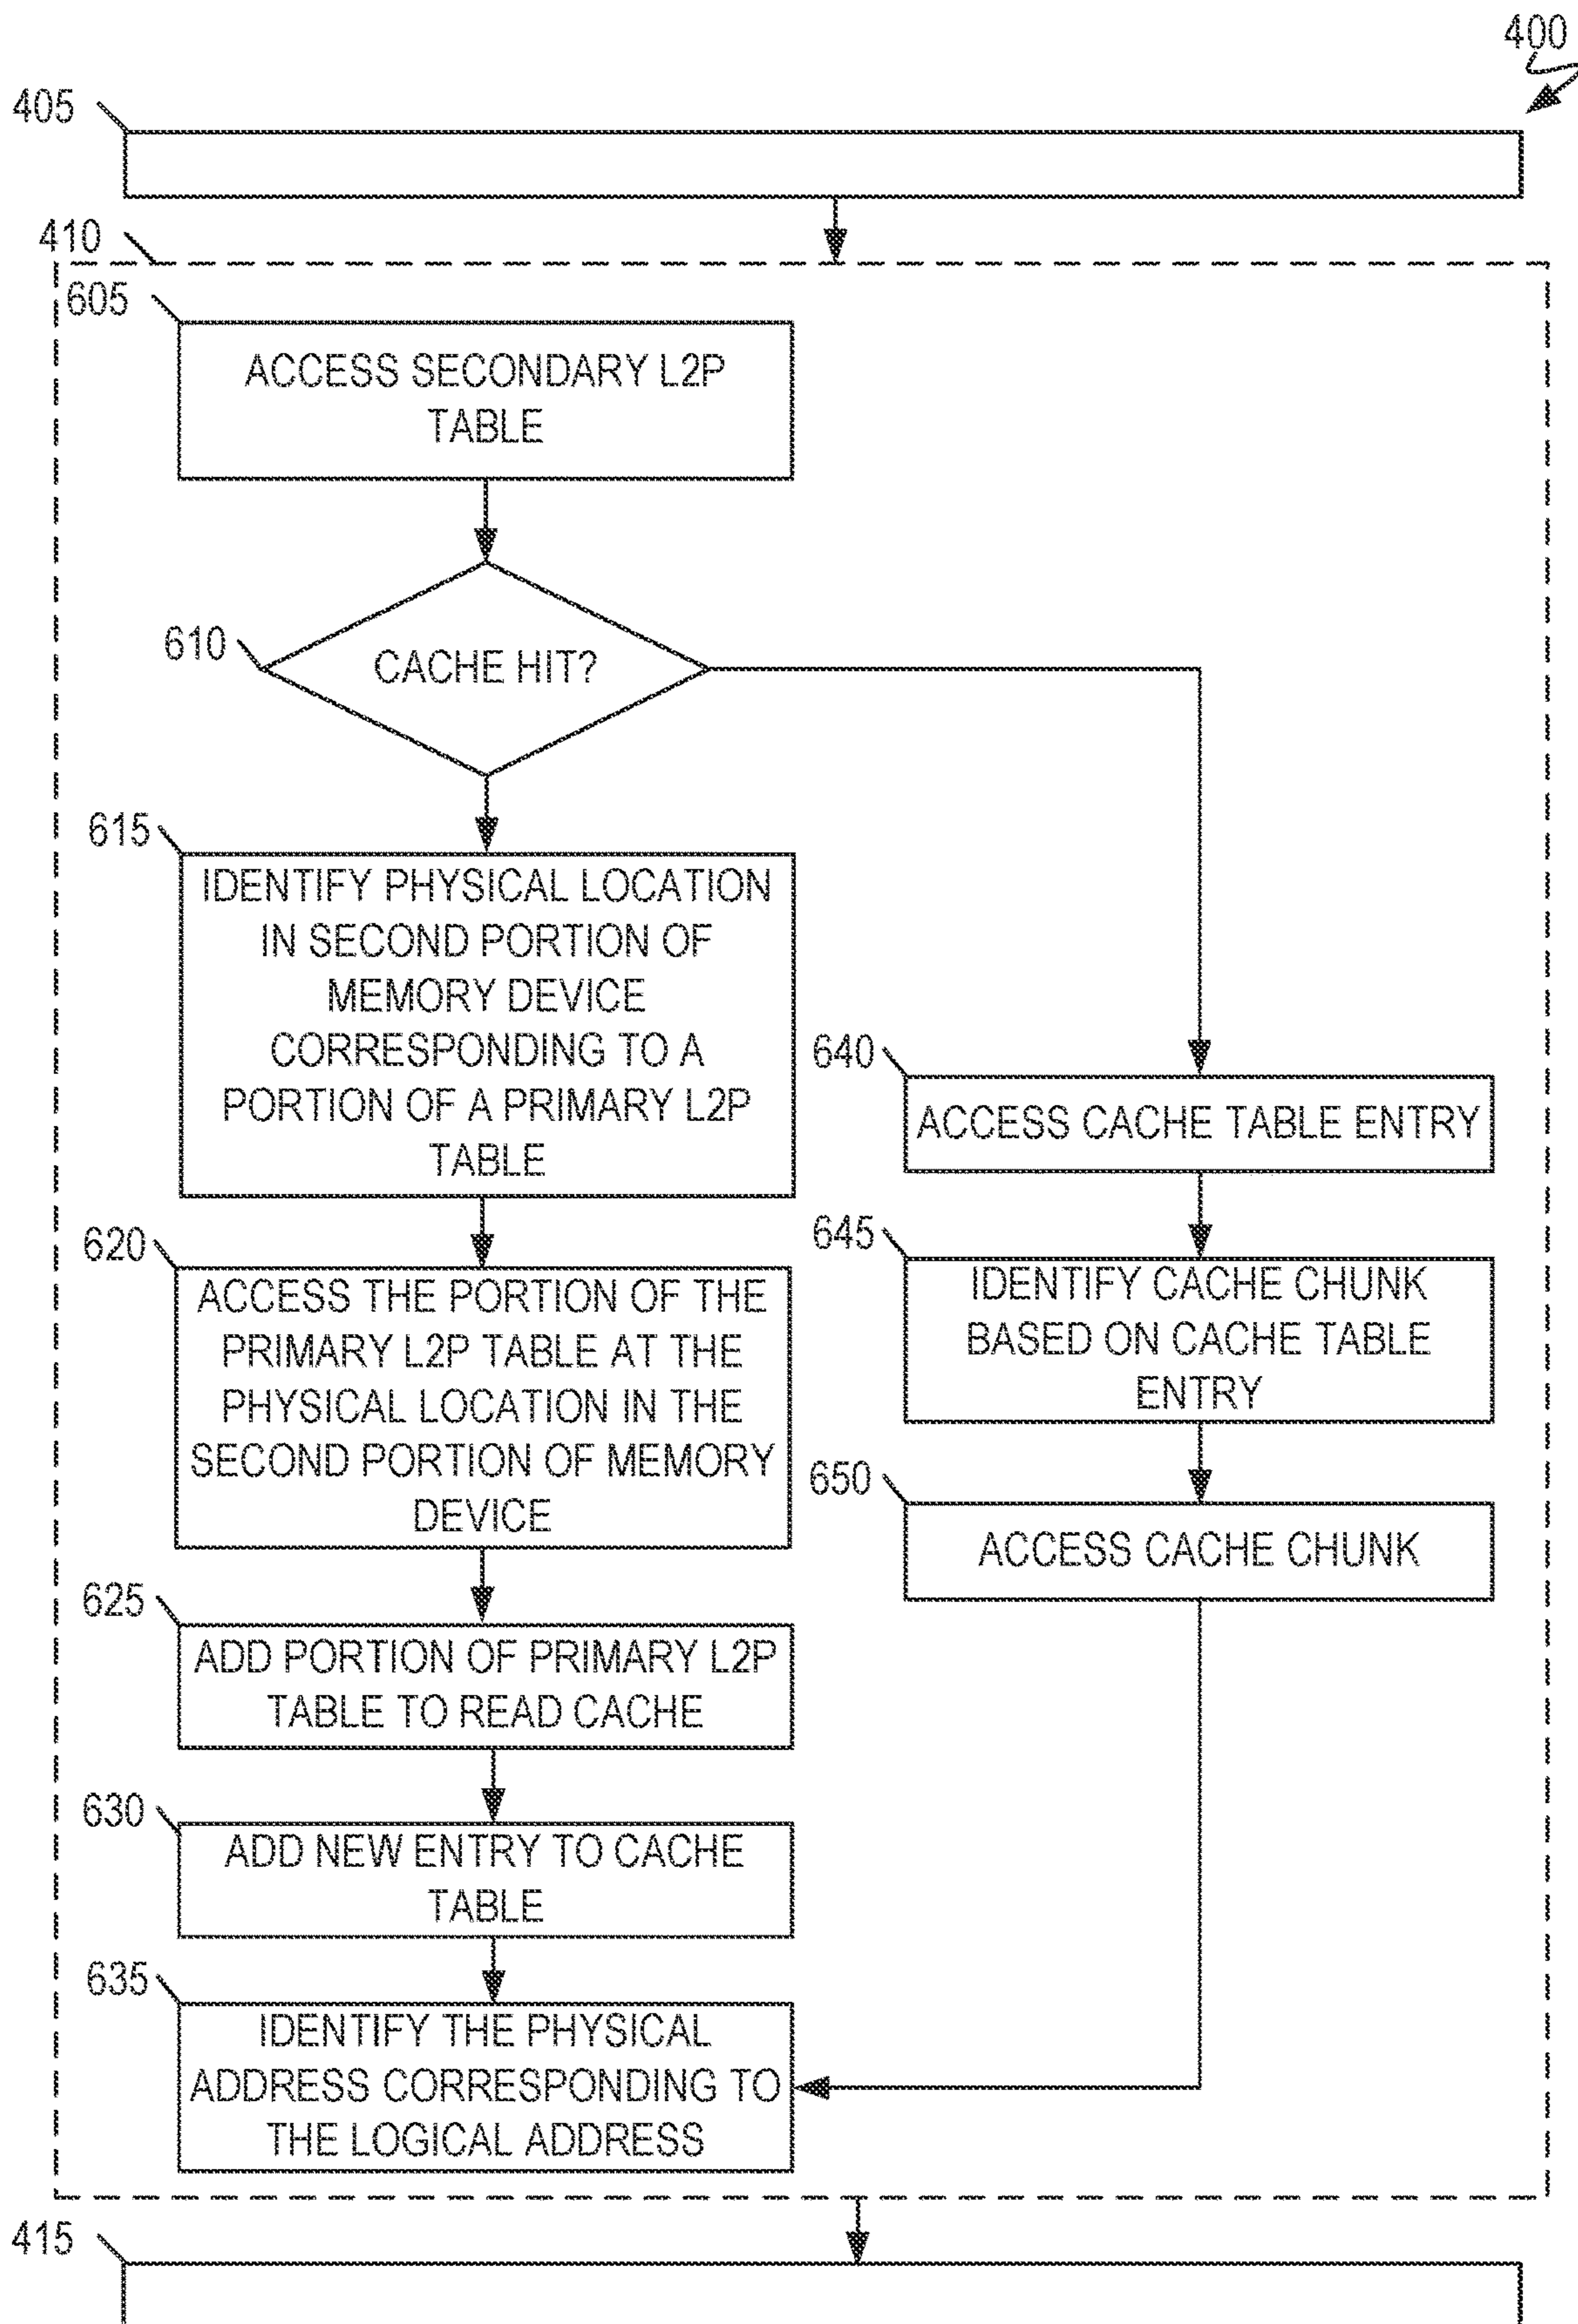 400
405
410
605
ACCESS SECONDARY L2P
TABLE
610
CACHE HIT?
615
IDENTIFY PHYSICAL LOCATION
IN SECOND PORTION OF
MEMORY DEVICE
CORRESPONDING TO A
PORTION OF A PRIMARY L2P
TABLE
620
ACCESS THE PORTION OF THE
PRIMARY L2P TABLE AT THE
PHYSICAL LOCATION IN THE
SECOND PORTION OF MEMORY
DEVICE
625
ADD PORTION OF PRIMARY L2P
TABLE TO READ CACHE
630
ADD NEW ENTRY TO CACHE
TABLE
635
IDENTIFY THE PHYSICAL
ADDRESS CORRESPONDING TO
THE LOGICAL ADDRESS
640
ACCESS CACHE TABLE ENTRY
645
IDENTIFY CACHE CHUNK
BASED ON CACHE TABLE
ENTRY
650
ACCESS CACHE CHUNK
415